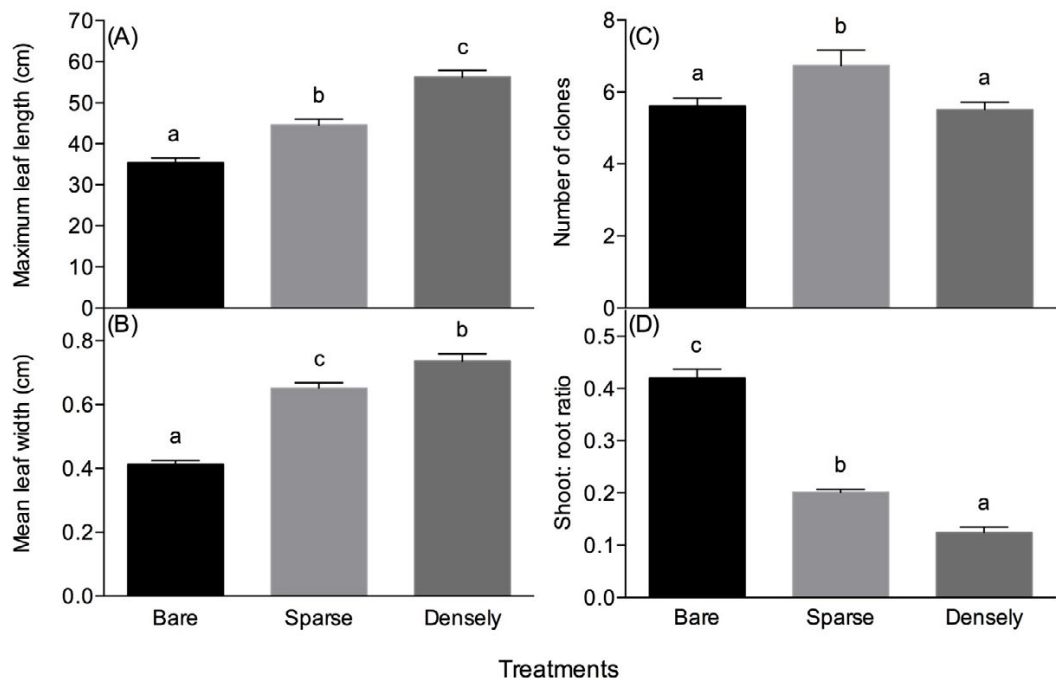 (A)
Maximum leaf length (cm)
70
60
50
40
30
20
10
0
a
b
c
(B)
Mean leaf width (cm)
0.8
0.6
0.4
0.2
0.0
a
c
b
Bare Sparse Densely
(C)
Number of clones
8
6
4
2
0
a
b
a
(D)
Shoot: root ratio
0.5
0.4
0.3
0.2
0.1
0.0
c
b
a
Bare Sparse Densely
Treatments